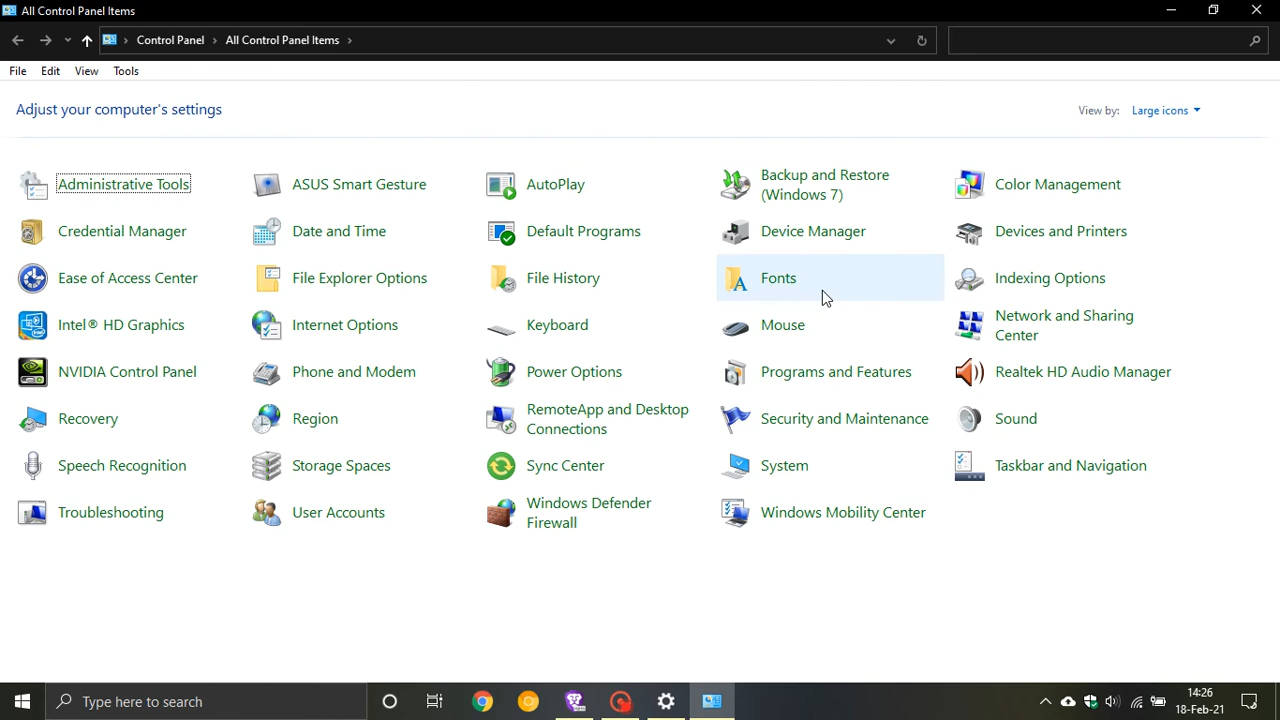 All Control Panel Items
Control Panel
All Control Panel Items
File
Edit
View
Tools
Adjust your computer's settings
View by:
Large icons
Administrative Tools
ASUS Smart Gesture
AutoPlay
Backup and Restore
(Windows 7)
Color Management
Credential Manager
Date and Time
Default Programs
Device Manager
Devices and Printers
Ease of Access Center
File Explorer Options
File History
Fonts
Indexing Options
Intel® HD Graphics
Internet Options
Keyboard
Mouse
Network and Sharing
Center
NVIDIA Control Panel
Phone and Modem
Power Options
Programs and Features
Realtek HD Audio Manager
Recovery
Region
RemoteApp and Desktop
Connections
Security and Maintenance
Sound
Speech Recognition
Storage Spaces
Sync Center
System
Taskbar and Navigation
Troubleshooting
User Accounts
Windows Defender
Firewall
Windows Mobility Center
Type here to search
14:26
18-Feb-21